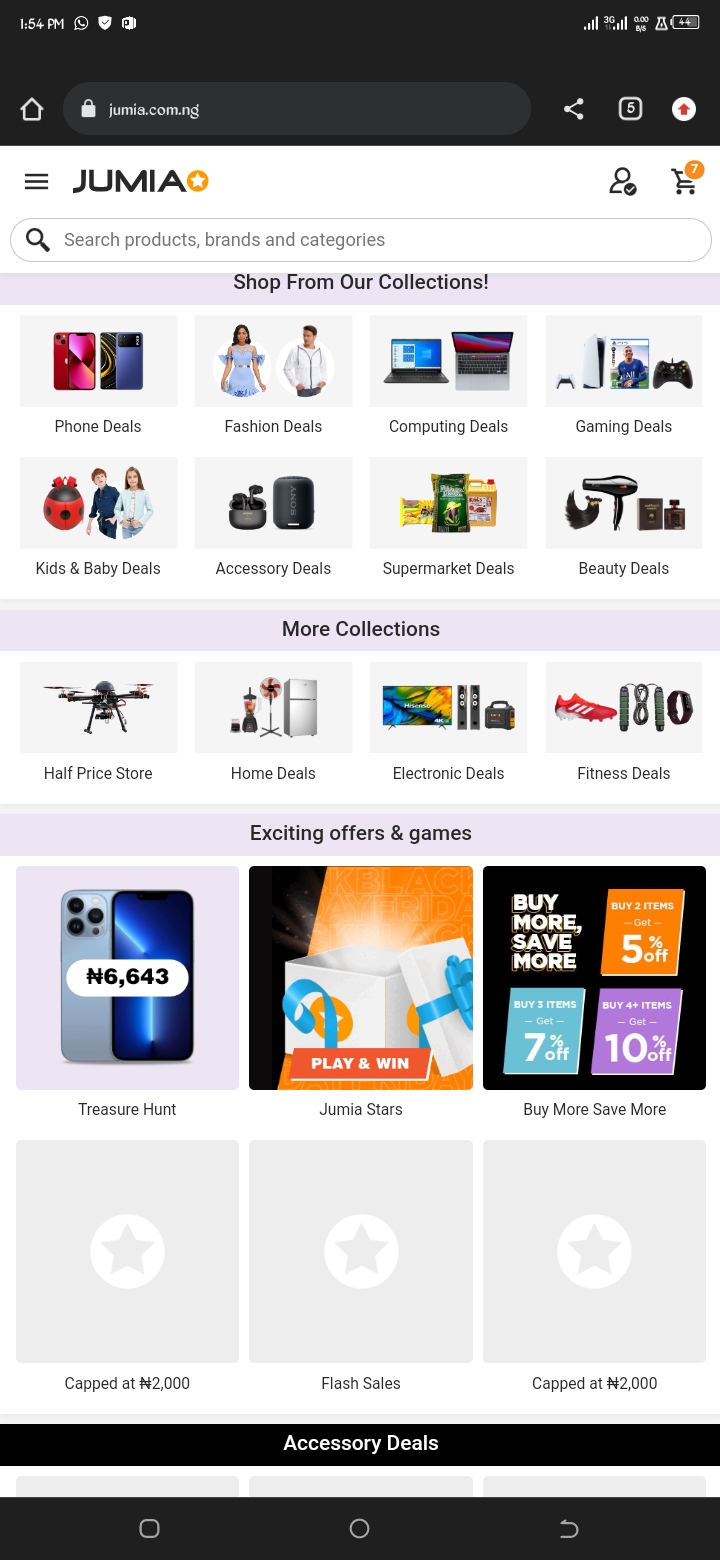 1:54 PM
3G
0.00
B/S
44
jumia.com.ng
5
JUMIA
7
Search products, brands and categories
Shop From Our Collections!
Phone Deals
Fashion Deals
Computing Deals
Gaming Deals
SONY
Kids & Baby Deals
Accessory Deals
Supermarket Deals
Beauty Deals
More Collections
Hisense
4K
Half Price Store
Home Deals
Electronic Deals
Fitness Deals
Exciting offers & games
₦6,643
PLAY & WIN
BUY
MORE,
SAVE
MORE
BUY 2 ITEMS
– Get –
5% off
BUY 3 ITEMS
– Get –
7% off
BUY 4+ ITEMS
– Get –
10% off
Treasure Hunt
Jumia Stars
Buy More Save More
Capped at ₦2,000
Flash Sales
Capped at ₦2,000
Accessory Deals